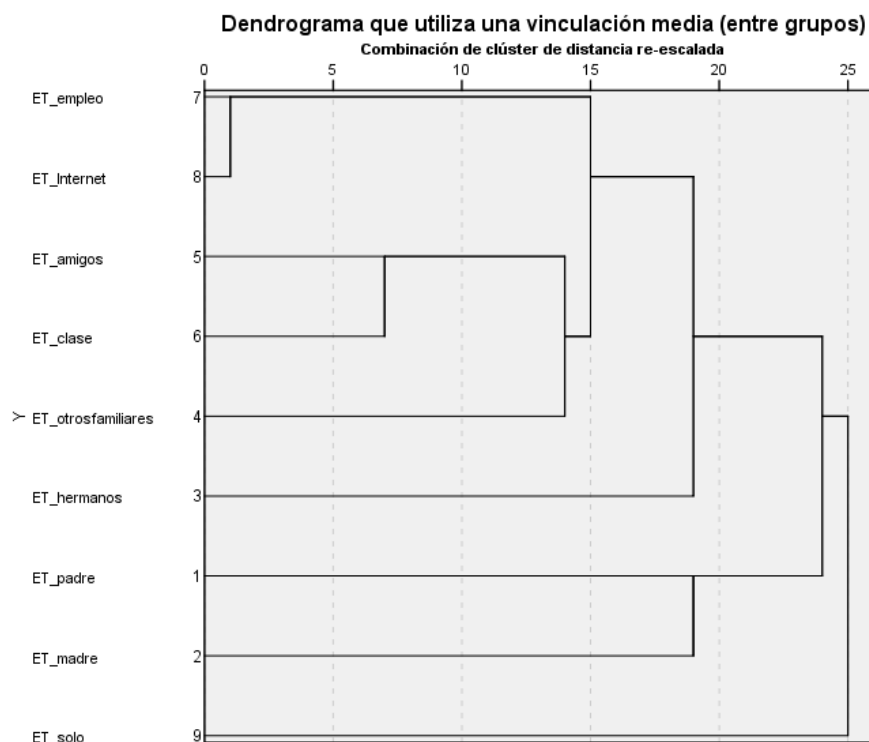 Dendrograma que utiliza una vinculación media (entre grupos)
Combinación de clúster de distancia re-escalada
0 5 10 15 20 25
ET_empleo 7
ET_Internet 8
ET_amigos 5
ET_clase 6
Y ET_otrosfamiliares 4
ET_hermanos 3
ET_padre 1
ET_madre 2
ET_solo 9